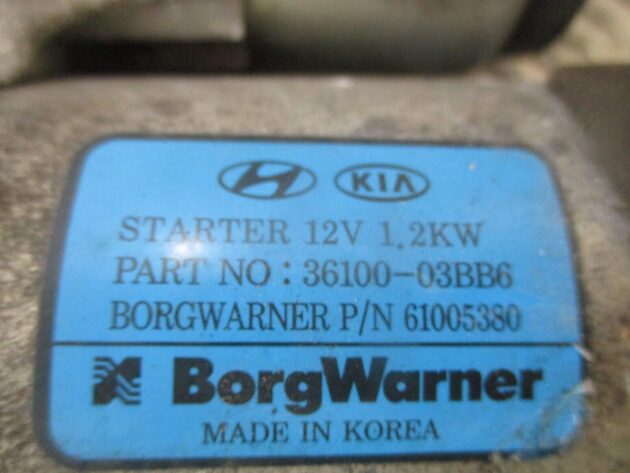 KIA
STARTER 12V 1.2KW
PART NO : 36100-03BB6
BORGWARNER P/N 61005380
BorgWarner
MADE IN KOREA